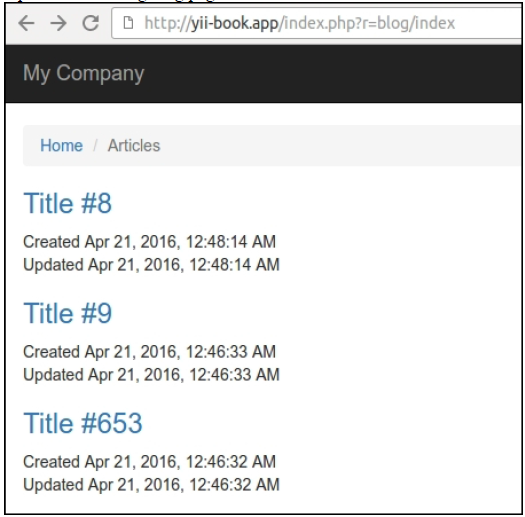 http://yii-book.app/index.php?r=blog/index
My Company
Home / Articles
Title #8
Created Apr 21, 2016, 12:48:14 AM
Updated Apr 21, 2016, 12:48:14 AM
Title #9
Created Apr 21, 2016, 12:46:33 AM
Updated Apr 21, 2016, 12:46:33 AM
Title #653
Created Apr 21, 2016, 12:46:32 AM
Updated Apr 21, 2016, 12:46:32 AM